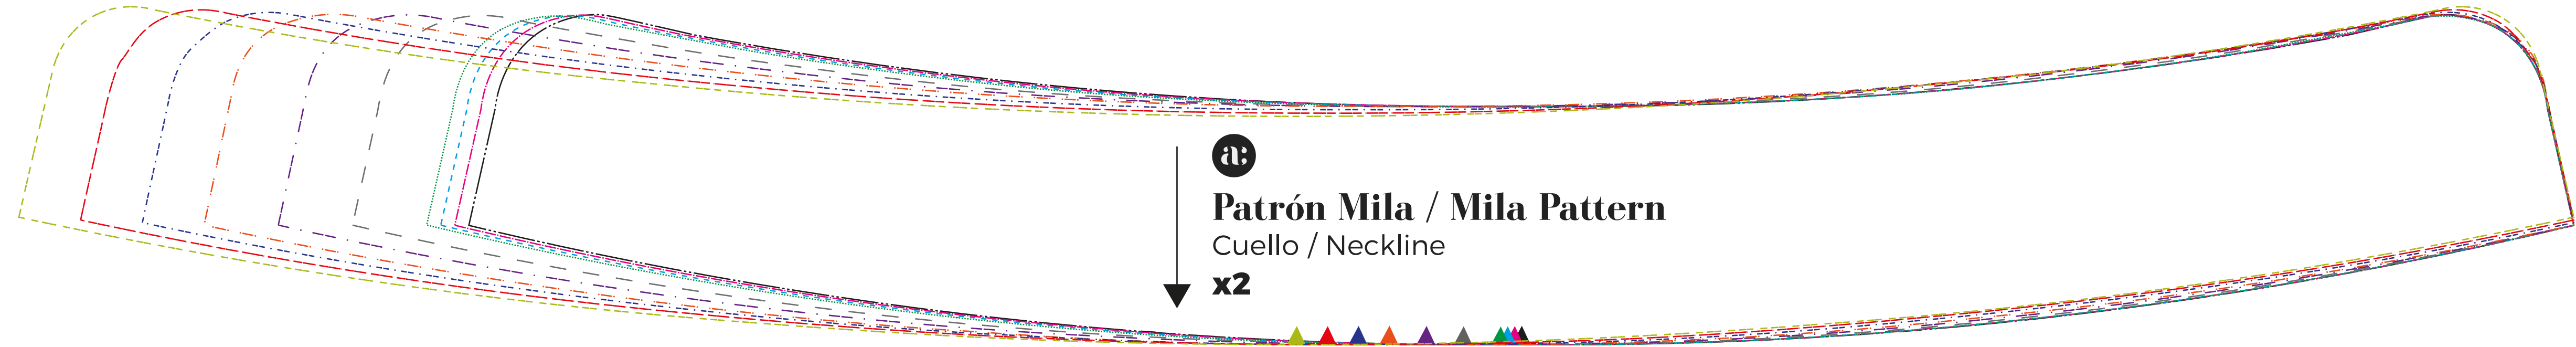 a:
Patrón Mila / Mila Pattern
Cuello / Neckline
x2